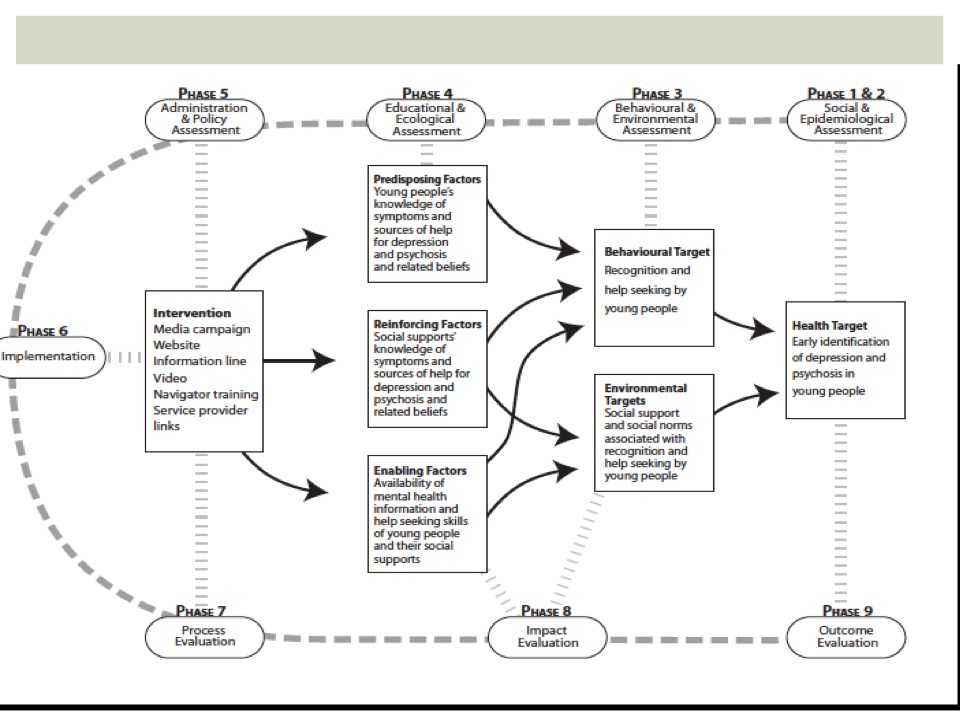 PHASE 5
Administration
& Policy
Assessment
PHASE 4
Educational &
Ecological
Assessment
PHASE 3
Behavioural &
Environmental
Assessment
PHASE 1 & 2
Social &
Epidemiological
Assessment
Predisposing Factors
Young people's
knowledge of
symptoms and
sources of help
for depression
and psychosis
and related beliefs
Behavioural Target
Recognition and
help seeking by
young people
Intervention
Media campaign
Website
Information line
Video
Navigator training
Service provider
links
Reinforcing Factors
Social supports'
knowledge of
symptoms and
sources of help for
depression and
psychosis and
related beliefs
Health Target
Early identification
of depression and
psychosis in
young people
PHASE 6
Implementation
Environmental
Targets
Social support
and social norms
associated with
recognition and
help seeking by
young people
Enabling Factors
Availability of
mental health
information and
help seeking skills
of young people
and their social
supports
PHASE 7
Process
Evaluation
PHASE 8
Impact
Evaluation
PHASE 9
Outcome
Evaluation